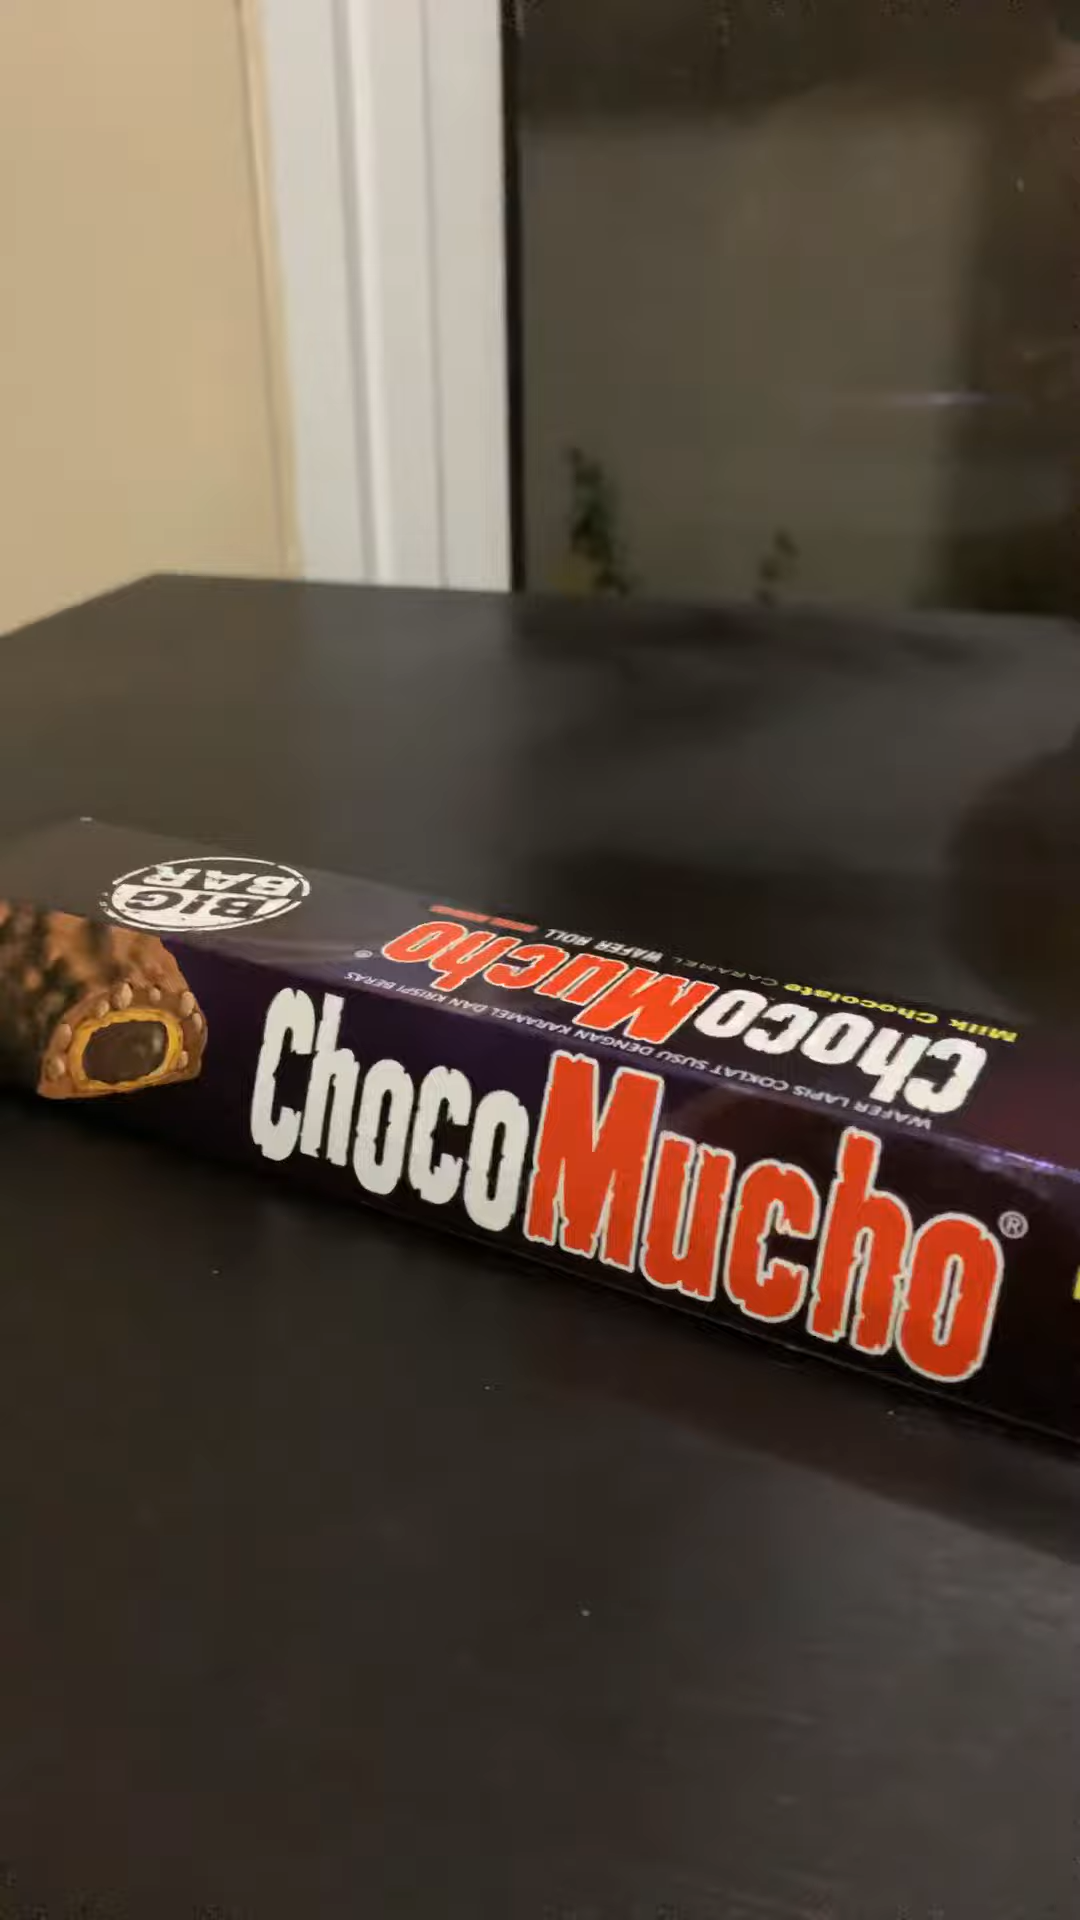 BIG
BAR
Milk Chocolate CARAMEL WAFER ROLL
ChocoMucho®
WAFER LAPIS COKLAT SUSU DENGAN KARAMEL DAN KRISPI BERAS
ChocoMucho®